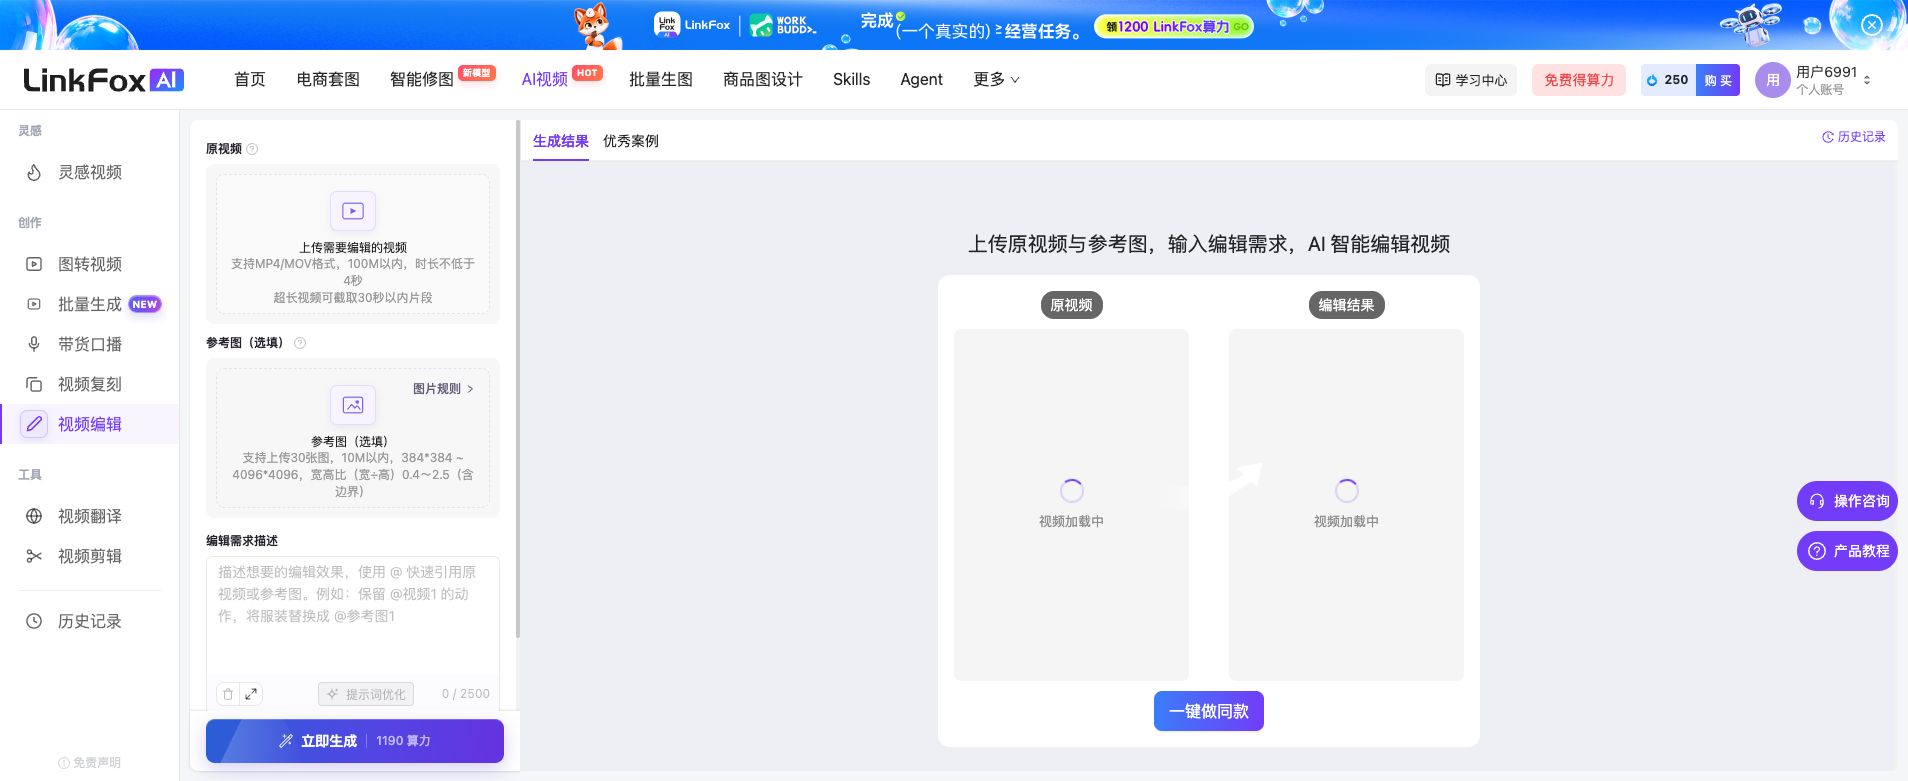 Link Fox AI LinkFox WORK BUDD>_ 完成 (一个真实的) 经营任务。 领1200 LinkFox算力 GO
LinkFox AI 首页 电商套图 智能修图 新模型 AI视频 HOT 批量生图 商品图设计 Skills Agent 更多 学习中心 免费得算力 250 购买 用 用户6991
个人账号
灵感
灵感视频
创作
图转视频
批量生成 NEW
带货口播
视频复刻
视频编辑
工具
视频翻译
视频剪辑
历史记录
免责声明
原视频
上传需要编辑的视频
支持MP4/MOV格式，100M以内，时长不低于
4秒
超长视频可截取30秒以内片段
参考图（选填）
图片规则 >
参考图（选填）
支持上传30张图，10M以内，384*384 ~
4096*4096，宽高比（宽÷高）0.4～2.5（含
边界）
编辑需求描述
描述想要的编辑效果，使用 @ 快速引用原
视频或参考图。例如：保留 @视频1 的动
作，将服装替换成 @参考图1
提示词优化 0 / 2500
立即生成 1190 算力
生成结果 优秀案例 历史记录
上传原视频与参考图，输入编辑需求，AI 智能编辑视频
原视频 编辑结果
视频加载中 视频加载中
一键做同款
操作咨询
产品教程